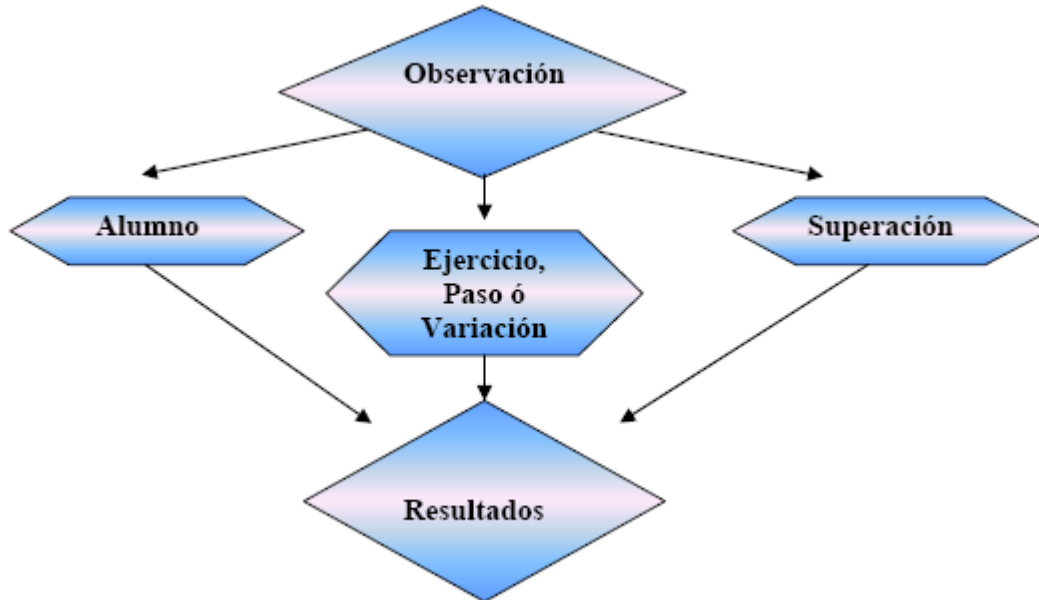 Observación
Alumno
Superación
Ejercicio,
Paso ó
Variación
Resultados